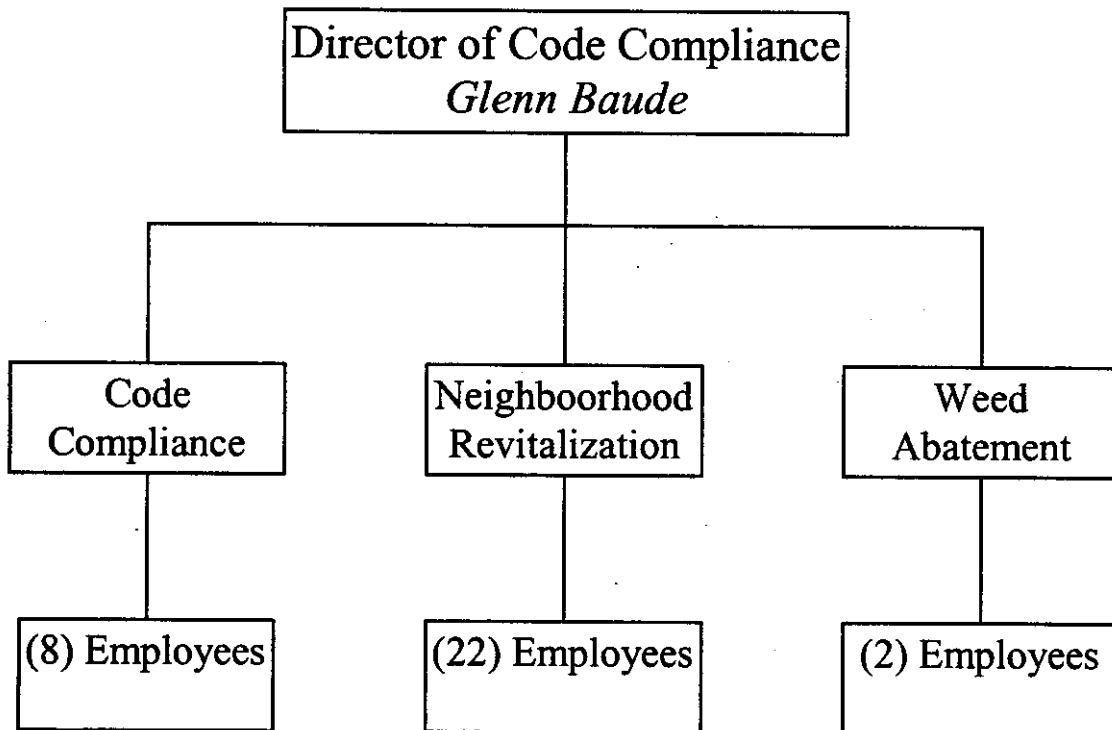 Director of Code Compliance
Glenn Baude
Code
Compliance
Neighboorhood
Revitalization
Weed
Abatement
(8) Employees
(22) Employees
(2) Employees